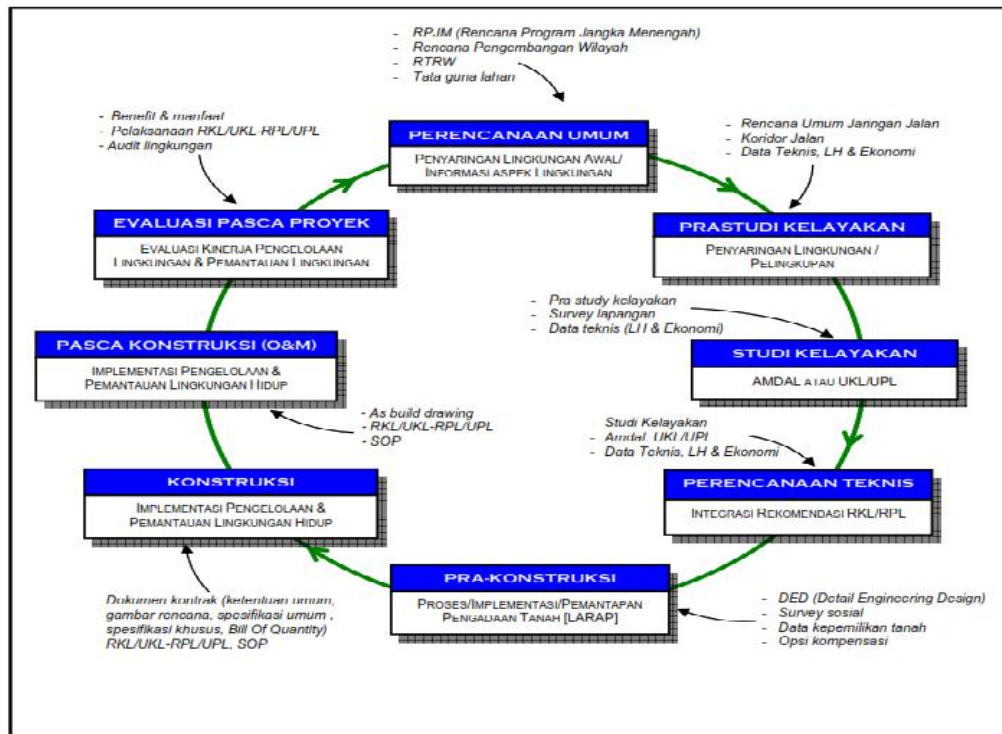 - RPJM (Rencana Program Jangka Menengah)
- Rencana Pengembangan Wilayah
- RTRW
- Tata guna lahan
PERENCANAAN UMUM
PENYARINGAN LINGKUNGAN AWAL/
INFORMASI ASPEK LINGKUNGAN
- Rencana Umum Jaringan Jalan
- Koridor Jalan
- Data Teknis, LH & Ekonomi
PRASTUDI KELAYAKAN
PENYARINGAN LINGKUNGAN /
PELINGKUPAN
- Pra study kelayakan
- Survey lapangan
- Data teknis (LH & Ekonomi)
STUDI KELAYAKAN
AMDAL ATAU UKL/UPL
Studi Kelayakan
- Amdal, UKL/UPL
- Data Teknis, LH & Ekonomi
PERENCANAAN TEKNIS
INTEGRASI REKOMENDASI RKL/RPL
- DED (Detail Engineering Design)
- Survey sosial
- Data kepemilikan tanah
- Opsi kompensasi
PRA-KONSTRUKSI
PROSES/IMPLEMENTASI/PEMANTAPAN
PENGADAAN TANAH [LARAP]
Dokumen kontrak (ketentuan umum,
gambar rencana, spesifikasi umum ,
spesifikasi khusus, Bill Of Quantity)
RKL/UKL-RPL/UPL, SOP
KONSTRUKSI
IMPLEMENTASI PENGELOLAAN &
PEMANTAUAN LINGKUNGAN HIDUP
- As build drawing
- RKL/UKL-RPL/UPL
- SOP
PASCA KONSTRUKSI (O&M)
IMPLEMENTASI PENGELOLAAN &
PEMANTAUAN LINGKUNGAN HIDUP
- Benefit & manfaat
- Pelaksanaan RKL/UKL-RPL/UPL
- Audit lingkungan
EVALUASI PASCA PROYEK
EVALUASI KINERJA PENGELOLAAN
LINGKUNGAN & PEMANTAUAN LINGKUNGAN